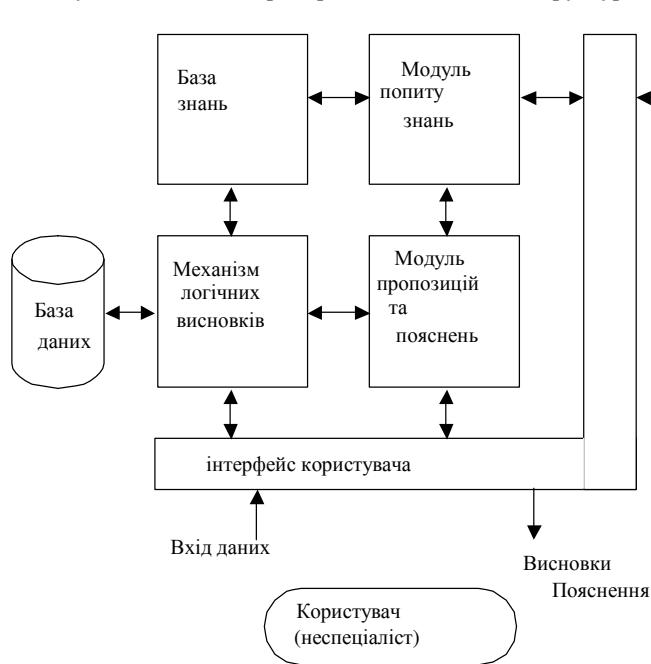 База
знань
Модуль
попиту
знань
База
даних
Механізм
логічних
висновків
Модуль
пропозицій
та
пояснень
інтерфейс користувача
Вхід даних
Висновки
Пояснення
Користувач
(неспеціаліст)